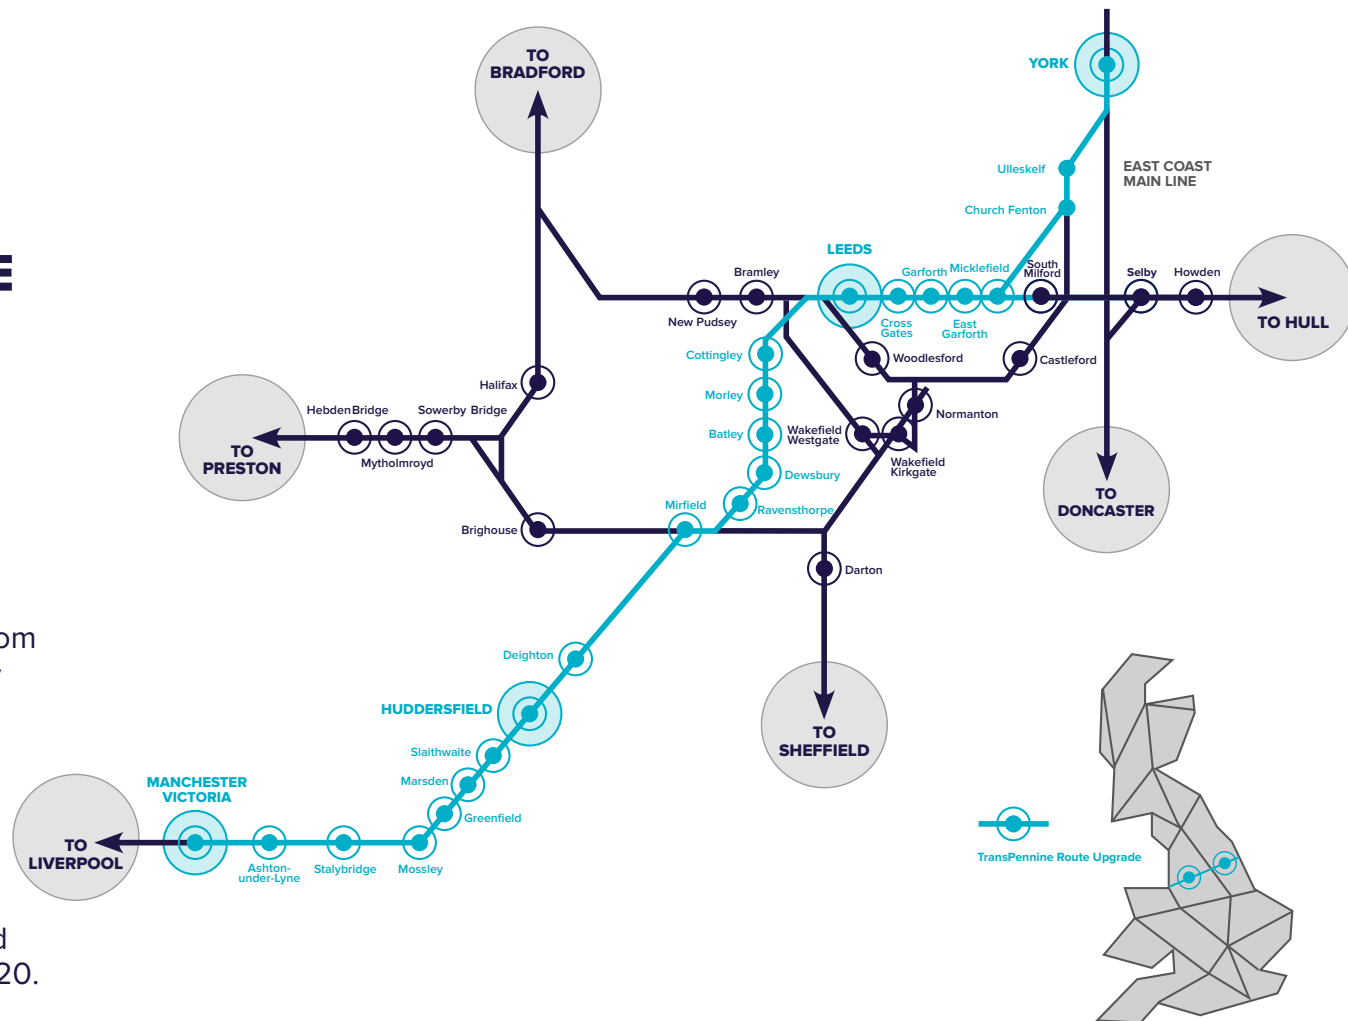 TO
BRADFORD
YORK
Ulleskelf
EAST COAST
MAIN LINE
Church Fenton
LEEDS
Bramley
Garforth
Micklefield
South
Milford
Selby
Howden
New Pudsey
Cross
Gates
East
Garforth
TO HULL
Cottingley
Woodlesford
Castleford
Halifax
Morley
HebdenBridge
Sowerby Bridge
Normanton
TO
PRESTON
Mytholmroyd
Batley
Wakefield
Westgate
Wakefield
Kirkgate
Dewsbury
TO
DONCASTER
Mirfield
Ravensthorpe
Brighouse
Darton
om
Deighton
HUDDERSFIELD
TO
SHEFFIELD
Slaithwaite
MANCHESTER
VICTORIA
Marsden
Greenfield
TO
LIVERPOOL
Ashton-
under-Lyne
Stalybridge
Mossley
TransPennine Route Upgrade
d
20.